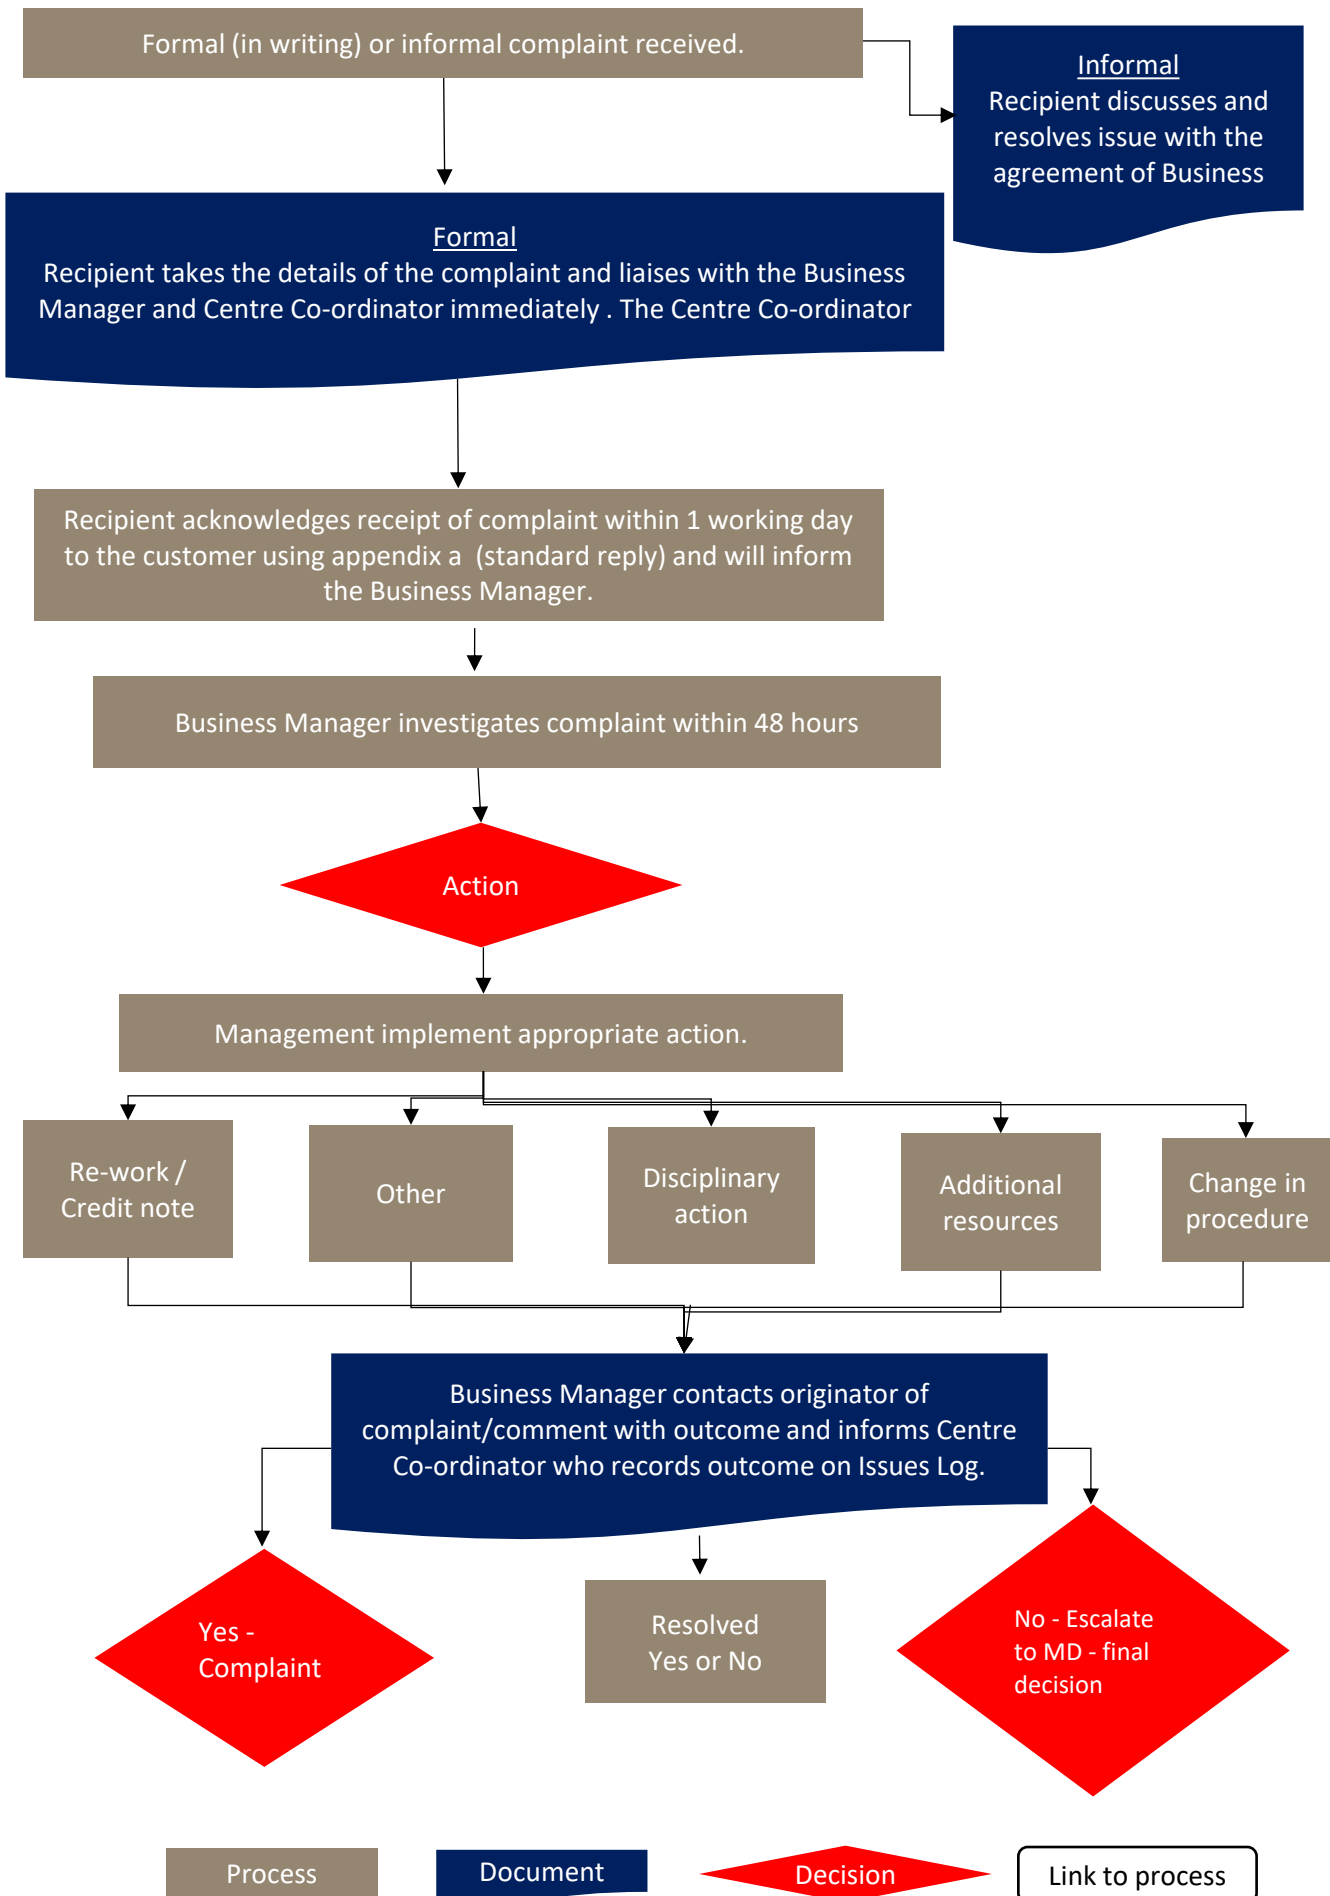 Formal (in writing) or informal complaint received.
Informal
Recipient discusses and
resolves issue with the
agreement of Business
Formal
Recipient takes the details of the complaint and liaises with the Business
Manager and Centre Co-ordinator immediately . The Centre Co-ordinator
Recipient acknowledges receipt of complaint within 1 working day
to the customer using appendix a  (standard reply) and will inform
the Business Manager.
Business Manager investigates complaint within 48 hours
Action
Management implement appropriate action.
Re-work /
Credit note
Other
Disciplinary
action
Additional
resources
Change in
procedure
Business Manager contacts originator of
complaint/comment with outcome and informs Centre
Co-ordinator who records outcome on Issues Log.
Yes -
Complaint
Resolved
Yes or No
No - Escalate
to MD - final
decision
Process
Document
Decision
Link to process